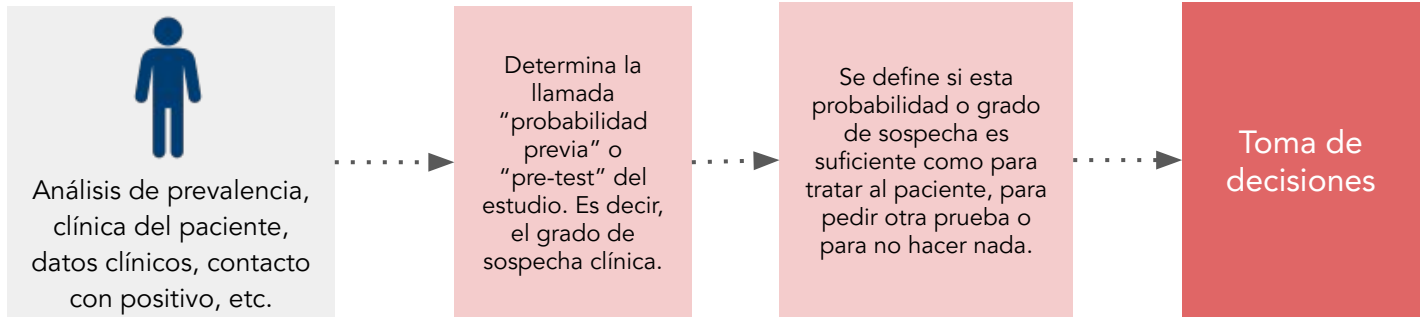 Análisis de prevalencia,
clínica del paciente,
datos clínicos, contacto
con positivo, etc.
Determina la
llamada
“probabilidad
previa” o
“pre-test” del
estudio. Es decir,
el grado de
sospecha clínica.
Se define si esta
probabilidad o grado
de sospecha es
suficiente como para
tratar al paciente, para
pedir otra prueba o
para no hacer nada.
Toma de
decisiones